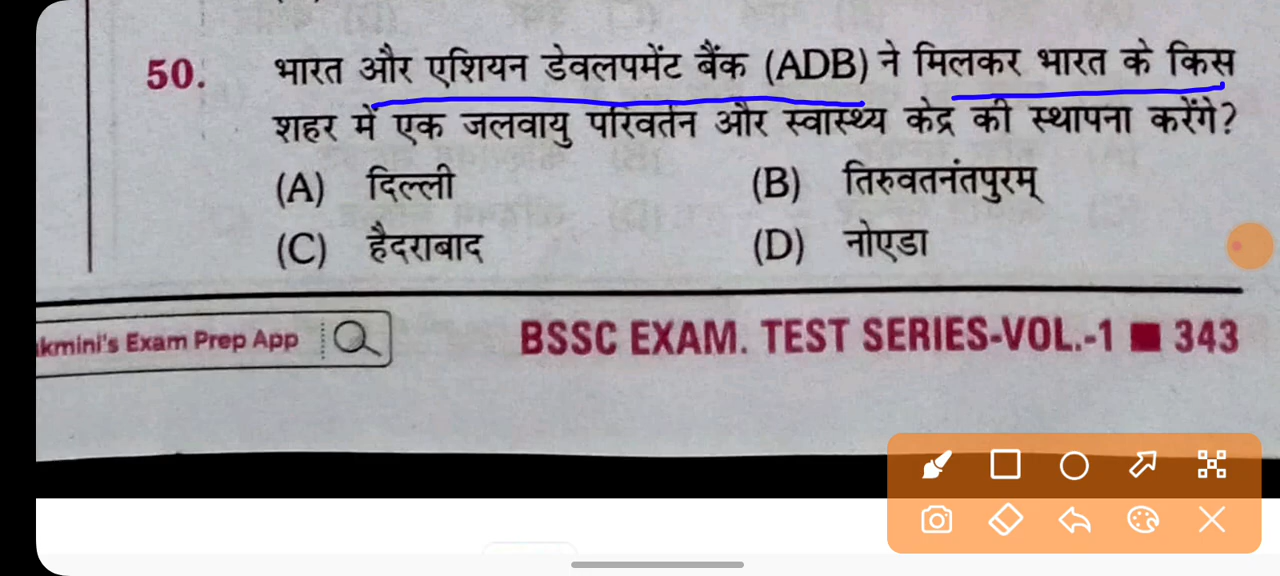 50. भारत और एशियन डेवलपमेंट बैंक (ADB) ने मिलकर भारत के किस
शहर में एक जलवायु परिवर्तन और स्वास्थ्य केद्र की स्थापना करेंगे?
(A) दिल्ली (B) तिरुवतनंतपुरम्
(C) हैदराबाद (D) नोएडा
kmini's Exam Prep App BSSC EXAM. TEST SERIES-VOL.-1 ■ 343